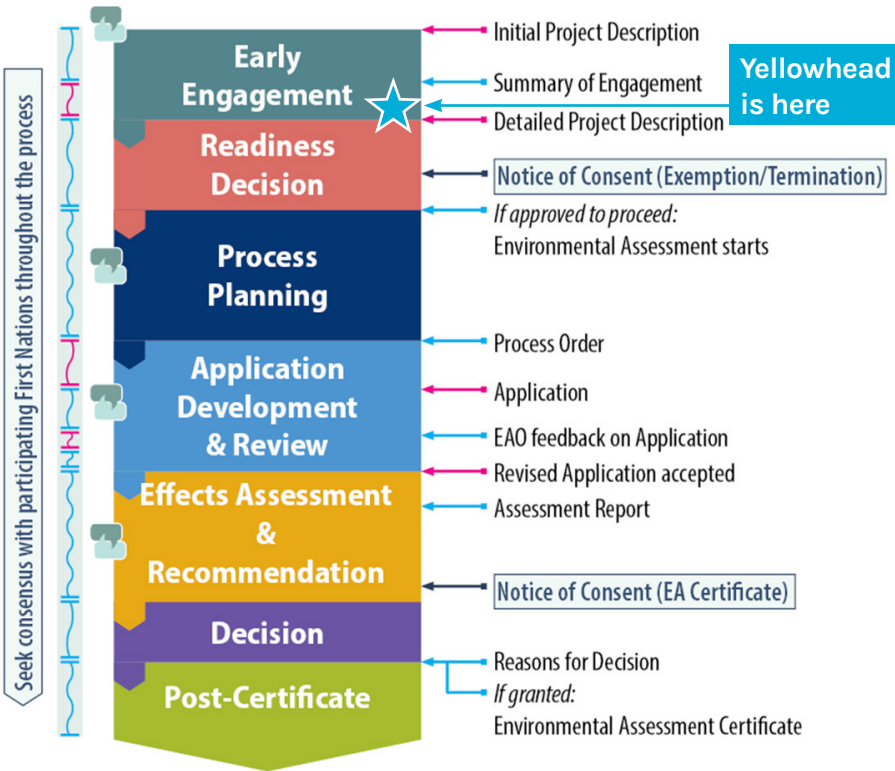 Seek consensus with participating First Nations throughout the process
Early
Engagement
Readiness
Decision
Process
Planning
Application
Development
& Review
Effects Assessment
&
Recommendation
Decision
Post-Certificate
Initial Project Description
Summary of Engagement
Yellowhead
is here
Detailed Project Description
Notice of Consent (Exemption/Termination)
If approved to proceed:
Environmental Assessment starts
Process Order
Application
EAO feedback on Application
Revised Application accepted
Assessment Report
Notice of Consent (EA Certificate)
Reasons for Decision
If granted:
Environmental Assessment Certificate